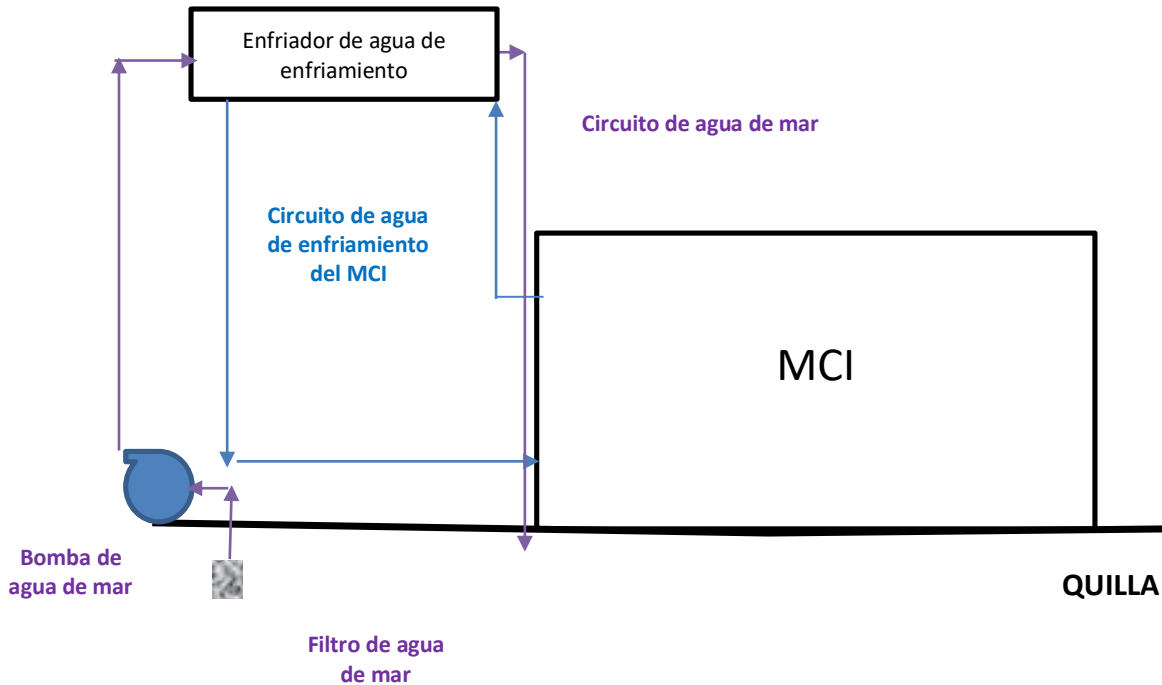 Enfriador de agua de
enfriamiento
Circuito de agua de mar
Circuito de agua
de enfriamiento
del MCI
MCI
Bomba de
agua de mar
QUILLA
Filtro de agua
de mar